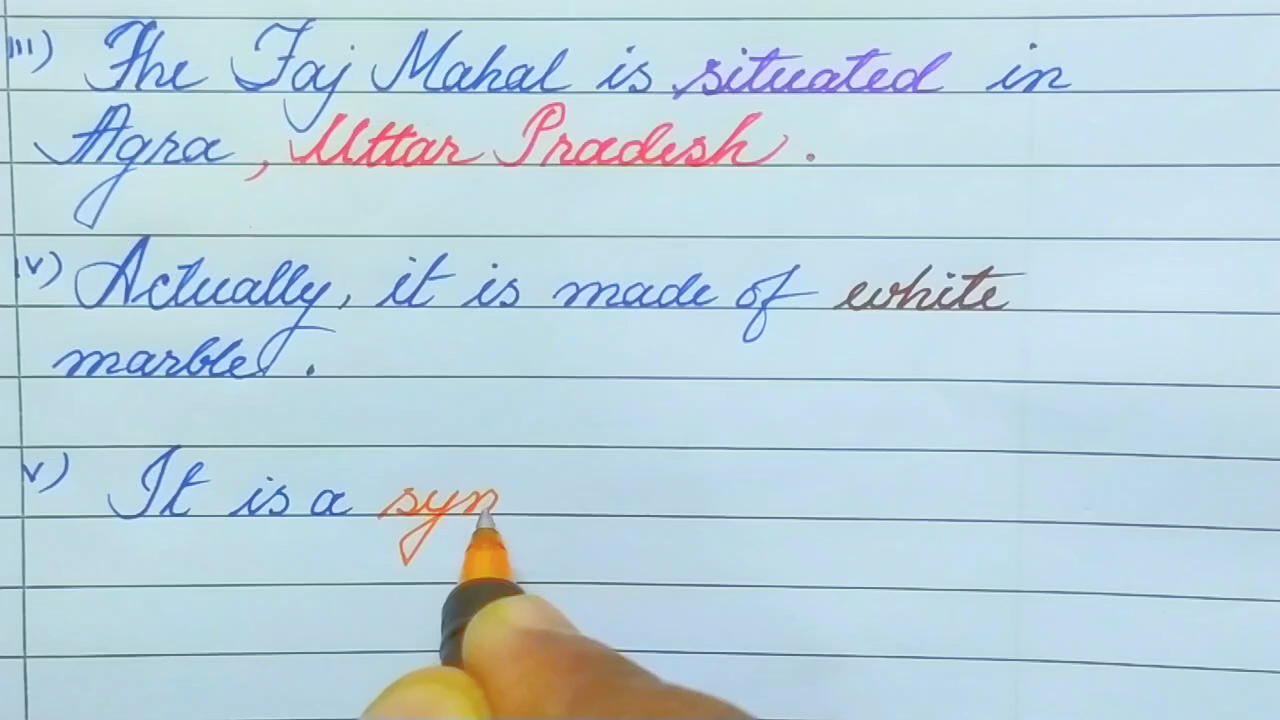 iii) The Taj Mahal is situated in
Agra, Uttar Pradesh.
iv) Actually, it is made of white
marble.
v) It is a syn